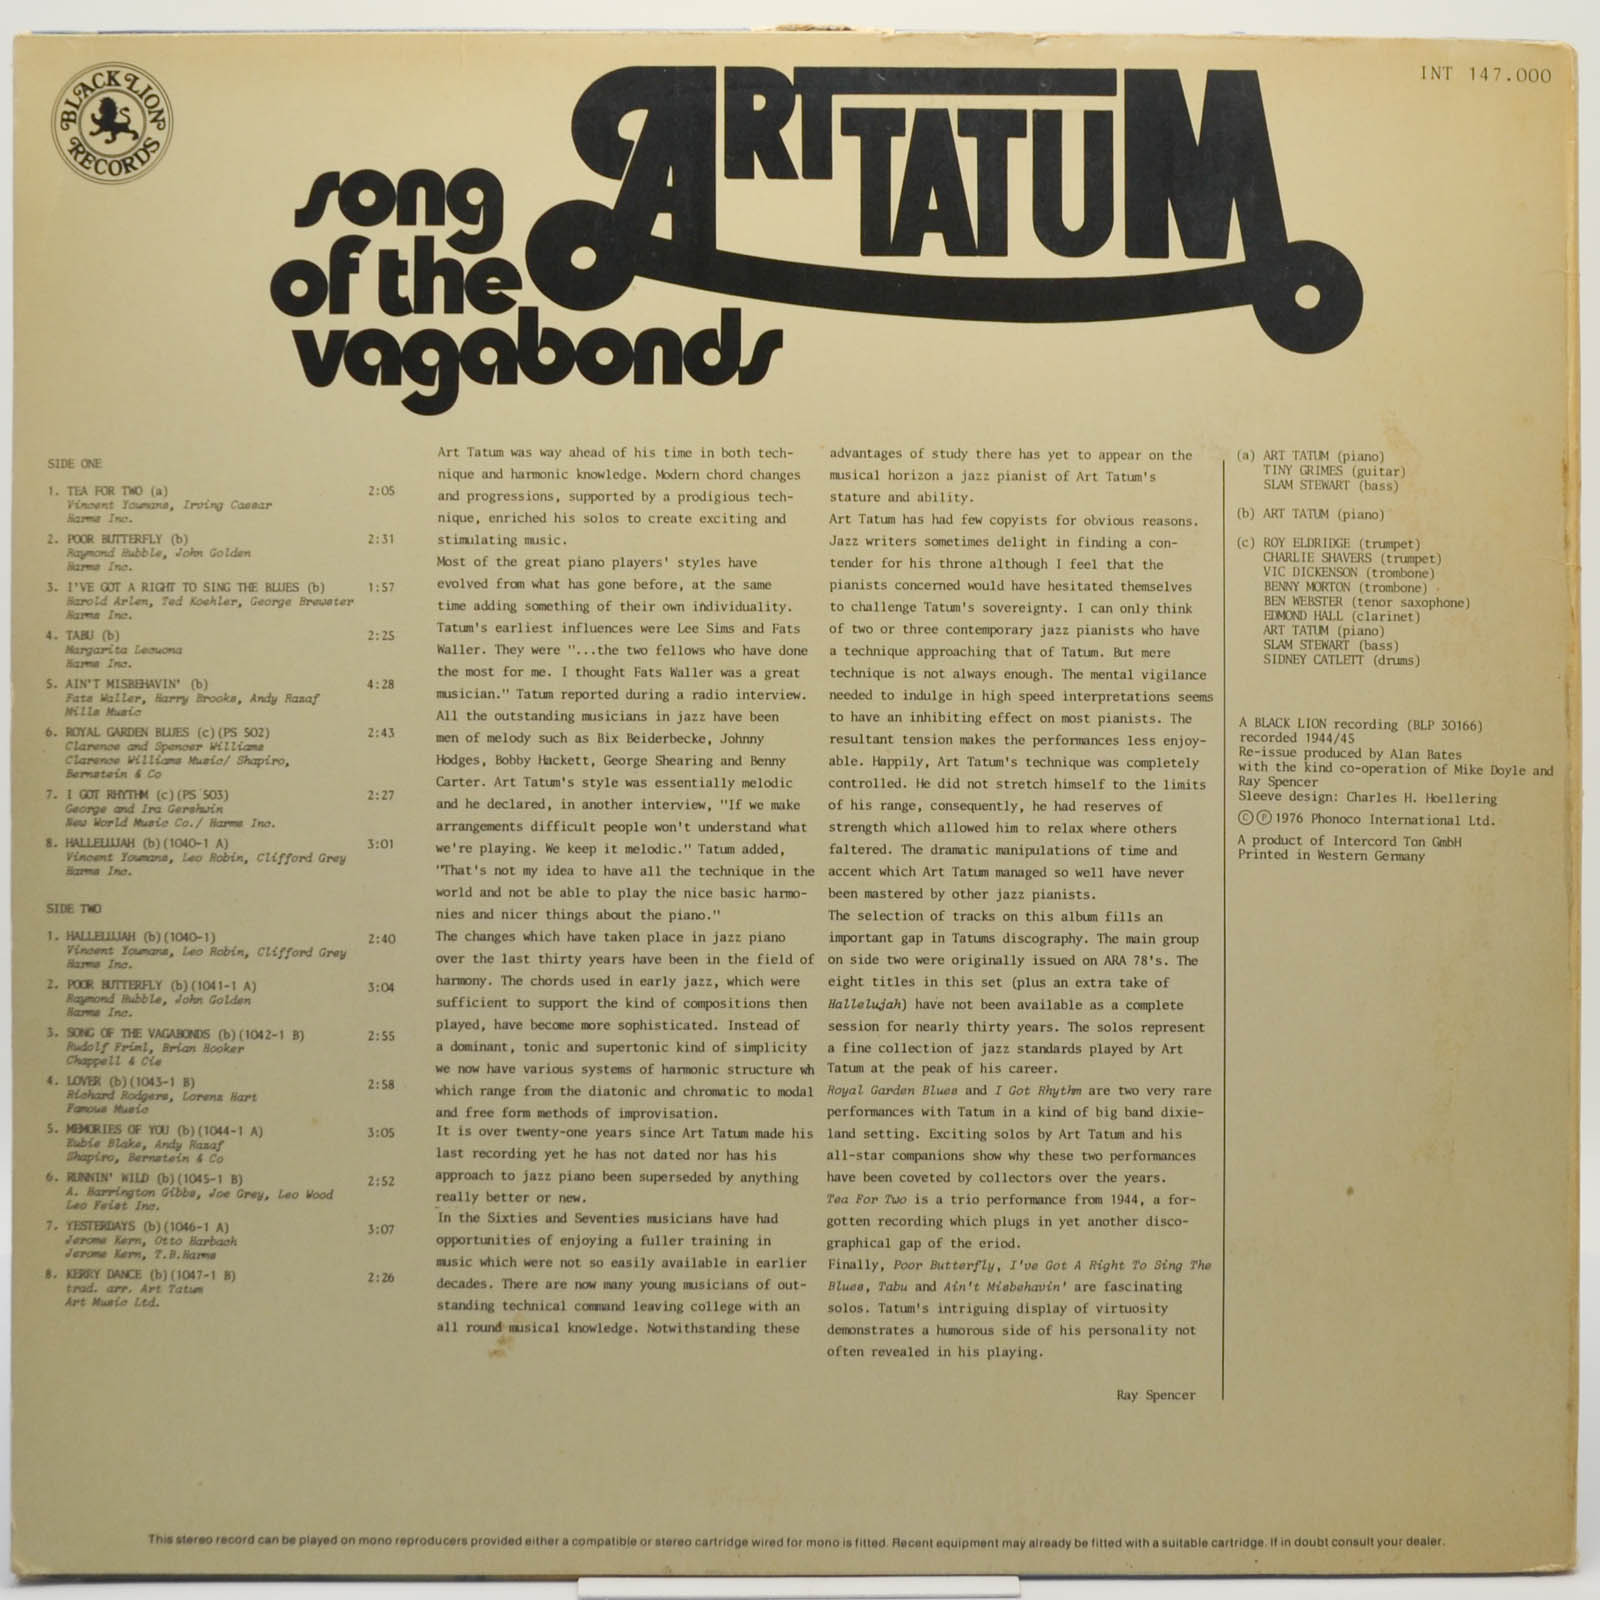 BLACK LION RECORDS
ART TATUM
song
of the
vagabonds
INT 147.000
SIDE ONE
1. TEA FOR TWO (a) 2:05
Vincent Youmans, Irving Caesar
Harms Inc.
2. POOR BUTTERFLY (b) 2:31
Raymond Hubble, John Golden
Harms Inc.
3. I'VE GOT A RIGHT TO SING THE BLUES (b) 1:57
Harold Arlen, Ted Koehler, George Brewster
Harms Inc.
4. TABU (b) 2:25
Margarita Lecuona
Harms Inc.
5. AIN'T MISBEHAVIN' (b) 4:28
Fats Waller, Harry Brooks, Andy Razaf
Mills Music
6. ROYAL GARDEN BLUES (c)(PS 502) 2:43
Clarence and Spencer Williams
Clarence Williams Music/ Shapiro,
Bernstein & Co
7. I GOT RHYTHM (c)(PS 503) 2:27
George and Ira Gershwin
New World Music Co./ Harms Inc.
8. HALLELUJAH (b)(1040-1 A) 3:01
Vincent Youmans, Leo Robin, Clifford Grey
Harms Inc.
SIDE TWO
1. HALLELUJAH (b)(1040-1) 2:40
Vincent Youmans, Leo Robin, Clifford Grey
Harms Inc.
2. POOR BUTTERFLY (b)(1041-1 A) 3:04
Raymond Hubble, John Golden
Harms Inc.
3. SONG OF THE VAGABONDS (b)(1042-1 B) 2:55
Rudolf Friml, Brian Hooker
Chappell & Cie
4. LOVER (b)(1043-1 B) 2:58
Richard Rodgers, Lorenz Hart
Famous Music
5. MEMORIES OF YOU (b)(1044-1 A) 3:05
Eubie Blake, Andy Razaf
Shapiro, Bernstein & Co
6. RUNNIN' WILD (b)(1045-1 B) 2:52
A. Harrington Gibbs, Joe Grey, Leo Wood
Leo Feist Inc.
7. YESTERDAYS (b)(1046-1 A) 3:07
Jerome Kern, Otto Harbach
Jerome Kern, T.B.Harms
8. KERRY DANCE (b)(1047-1 B) 2:26
trad. arr. Art Tatum
Art Music Ltd.
Art Tatum was way ahead of his time in both tech-
nique and harmonic knowledge. Modern chord changes
and progressions, supported by a prodigious tech-
nique, enriched his solos to create exciting and
stimulating music.
Most of the great piano players' styles have
evolved from what has gone before, at the same
time adding something of their own individuality.
Tatum's earliest influences were Lee Sims and Fats
Waller. They were "...the two fellows who have done
the most for me. I thought Fats Waller was a great
musician." Tatum reported during a radio interview.
All the outstanding musicians in jazz have been
men of melody such as Bix Beiderbecke, Johnny
Hodges, Bobby Hackett, George Shearing and Benny
Carter. Art Tatum's style was essentially melodic
and he declared, in another interview, "If we make
arrangements difficult people won't understand what
we're playing. We keep it melodic." Tatum added,
"That's not my idea to have all the technique in the
world and not be able to play the nice basic harmo-
nies and nicer things about the piano."
The changes which have taken place in jazz piano
over the last thirty years have been in the field of
harmony. The chords used in early jazz, which were
sufficient to support the kind of compositions then
played, have become more sophisticated. Instead of
a dominant, tonic and supertonic kind of simplicity
we now have various systems of harmonic structure wh
which range from the diatonic and chromatic to modal
and free form methods of improvisation.
It is over twenty-one years since Art Tatum made his
last recording yet he has not dated nor has his
approach to jazz piano been superseded by anything
really better or new.
In the Sixties and Seventies musicians have had
opportunities of enjoying a fuller training in
music which were not so easily available in earlier
decades. There are now many young musicians of out-
standing technical command leaving college with an
all round musical knowledge. Notwithstanding these
advantages of study there has yet to appear on the
musical horizon a jazz pianist of Art Tatum's
stature and ability.
Art Tatum has had few copyists for obvious reasons.
Jazz writers sometimes delight in finding a con-
tender for his throne although I feel that the
pianists concerned would have hesitated themselves
to challenge Tatum's sovereignty. I can only think
of two or three contemporary jazz pianists who have
a technique approaching that of Tatum. But mere
technique is not always enough. The mental vigilance
needed to indulge in high speed interpretations seems
to have an inhibiting effect on most pianists. The
resultant tension makes the performances less enjoy-
able. Happily, Art Tatum's technique was completely
controlled. He did not stretch himself to the limits
of his range, consequently, he had reserves of
strength which allowed him to relax where others
faltered. The dramatic manipulations of time and
accent which Art Tatum managed so well have never
been mastered by other jazz pianists.
The selection of tracks on this album fills an
important gap in Tatums discography. The main group
on side two were originally issued on ARA 78's. The
eight titles in this set (plus an extra take of
Hallelujah) have not been available as a complete
session for nearly thirty years. The solos represent
a fine collection of jazz standards played by Art
Tatum at the peak of his career.
Royal Garden Blues and I Got Rhythm are two very rare
performances with Tatum in a kind of big band dixie-
land setting. Exciting solos by Art Tatum and his
all-star companions show why these two performances
have been coveted by collectors over the years.
Tea For Two is a trio performance from 1944, a for-
gotten recording which plugs in yet another disco-
graphical gap of the eriod.
Finally, Poor Butterfly, I've Got A Right To Sing The
Blues, Tabu and Ain't Misbehavin' are fascinating
solos. Tatum's intriguing display of virtuosity
demonstrates a humorous side of his personality not
often revealed in his playing.
Ray Spencer
(a) ART TATUM (piano)
TINY GRIMES (guitar)
SLAM STEWART (bass)
(b) ART TATUM (piano)
(c) ROY ELDRIDGE (trumpet)
CHARLIE SHAVERS (trumpet)
VIC DICKENSON (trombone)
BENNY MORTON (trombone)
BEN WEBSTER (tenor saxophone)
EDMOND HALL (clarinet)
ART TATUM (piano)
SLAM STEWART (bass)
SIDNEY CATLETT (drums)
A BLACK LION recording (BLP 30166)
recorded 1944/45
Re-issue produced by Alan Bates
with the kind co-operation of Mike Doyle and
Ray Spencer
Sleeve design: Charles H. Hoellering
©℗1976 Phonoco International Ltd.
A product of Intercord Ton GmbH
Printed in Western Germany
This stereo record can be played on mono reproducers provided either a compatible or stereo cartridge wired for mono is fitted. Recent equipment may already be fitted with a suitable cartridge. If in doubt consult your dealer.